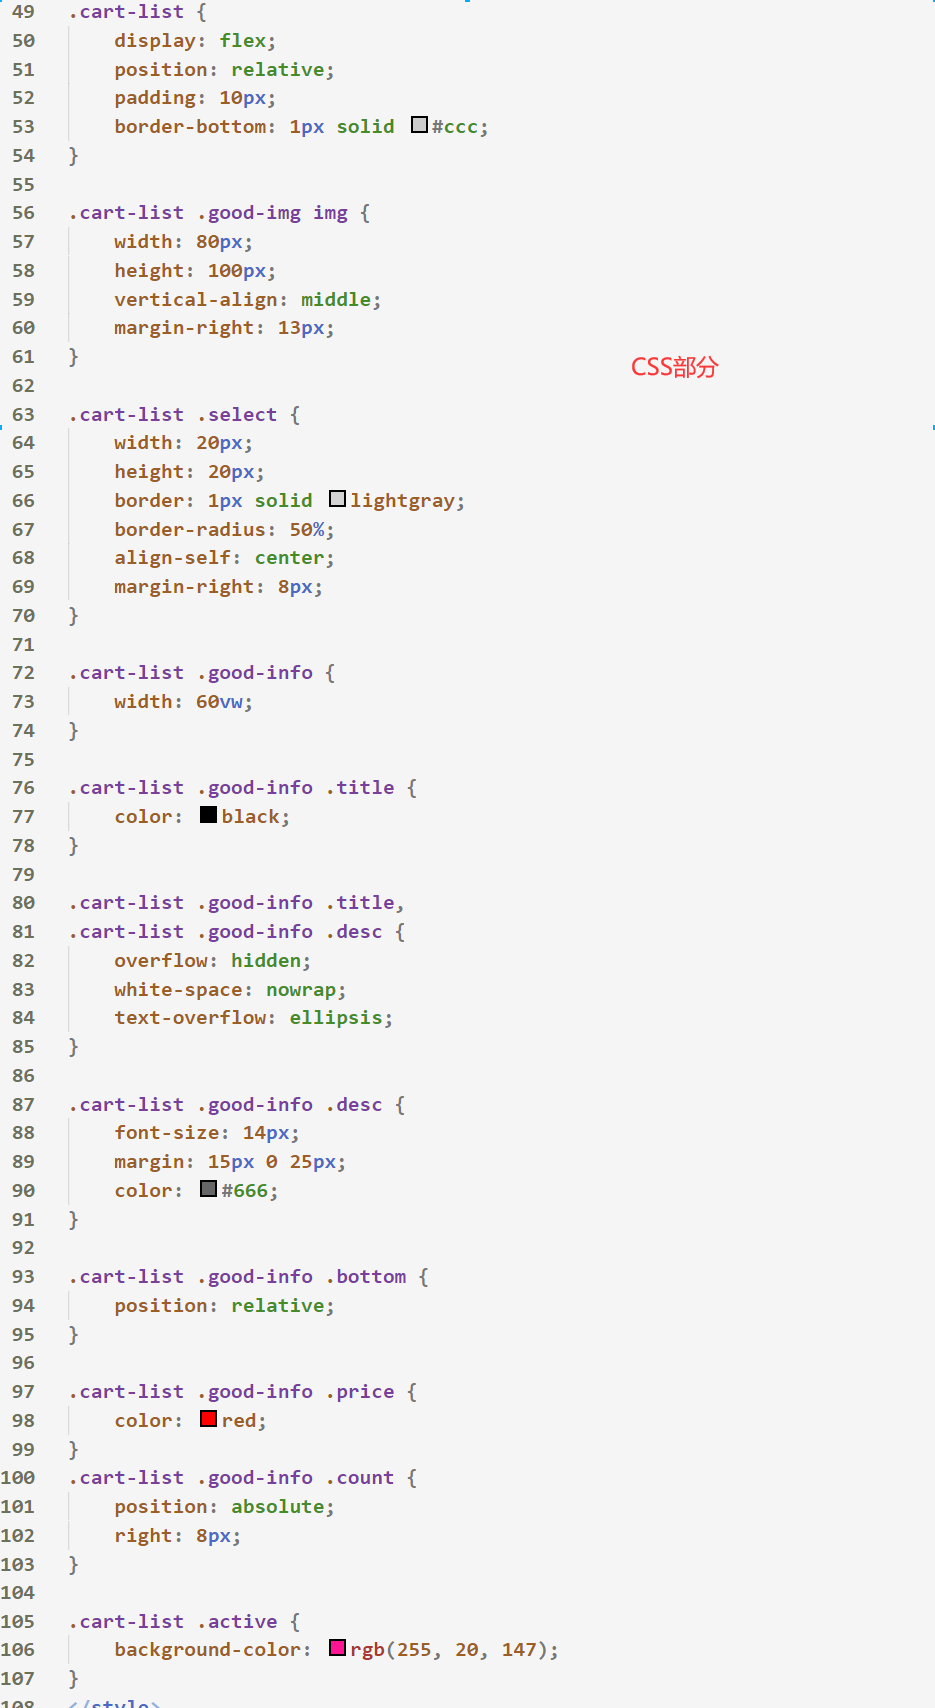 49 .cart-list {
50 display: flex;
51 position: relative;
52 padding: 10px;
53 border-bottom: 1px solid #ccc;
54 }
55
56 .cart-list .good-img img {
57 width: 80px;
58 height: 100px;
59 vertical-align: middle;
60 margin-right: 13px;
61 }
CSS部分
62
63 .cart-list .select {
64 width: 20px;
65 height: 20px;
66 border: 1px solid lightgray;
67 border-radius: 50%;
68 align-self: center;
69 margin-right: 8px;
70 }
71
72 .cart-list .good-info {
73 width: 60vw;
74 }
75
76 .cart-list .good-info .title {
77 color: black;
78 }
79
80 .cart-list .good-info .title,
81 .cart-list .good-info .desc {
82 overflow: hidden;
83 white-space: nowrap;
84 text-overflow: ellipsis;
85 }
86
87 .cart-list .good-info .desc {
88 font-size: 14px;
89 margin: 15px 0 25px;
90 color: #666;
91 }
92
93 .cart-list .good-info .bottom {
94 position: relative;
95 }
96
97 .cart-list .good-info .price {
98 color: red;
99 }
100 .cart-list .good-info .count {
101 position: absolute;
102 right: 8px;
103 }
104
105 .cart-list .active {
106 background-color: rgb(255, 20, 147);
107 }
108 </style>